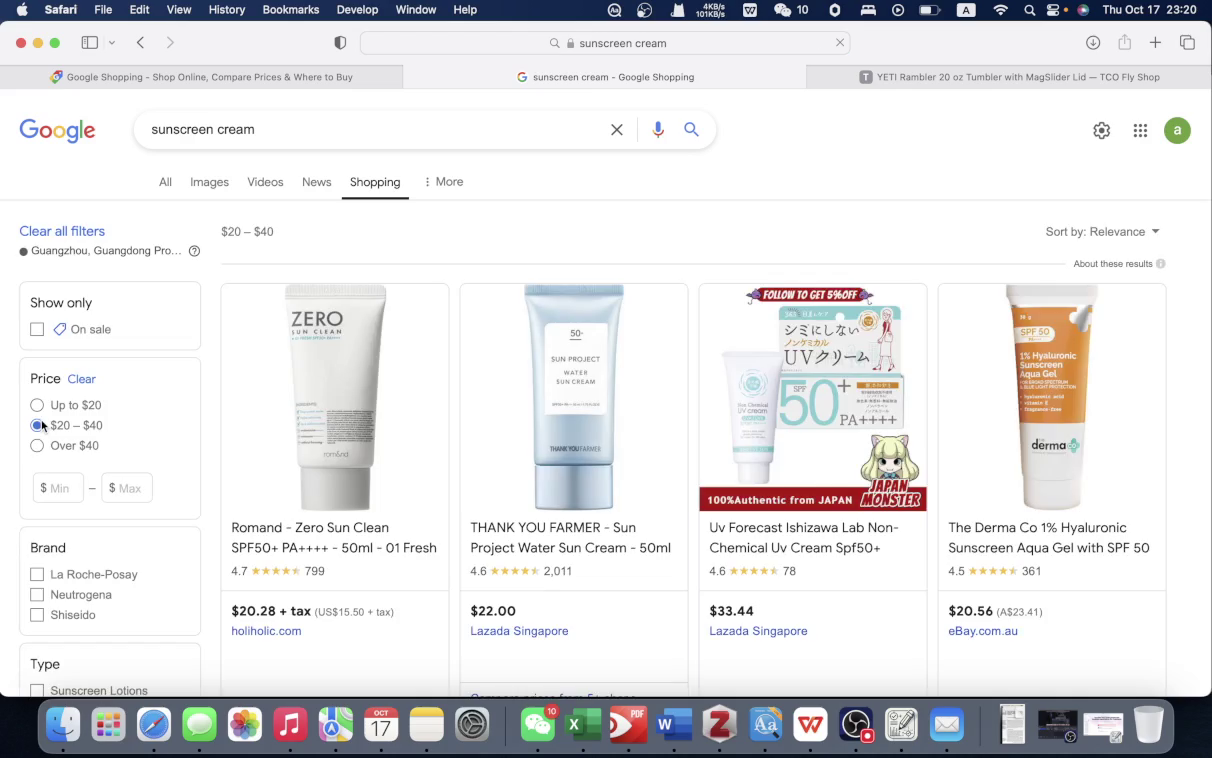 Safari File Edit View History Bookmarks Develop Window Help Thu Oct 17 23:20
sunscreen cream
Google Shopping - Shop Online, Compare Prices & Where to Buy
sunscreen cream - Google Shopping
YETI Rambler 20 oz Tumbler with MagSlider Lid — TCO Fly Shop
Google
sunscreen cream
a
All Images Videos News Shopping More
Clear all filters
Guangzhou, Guangdong Pro...
$20 – $40
Sort by: Relevance
About these results
Show only
On sale
Price Clear
Up to $20
$20 – $40
Over $40
$ Min – $ Max
Brand
La Roche-Posay
Neutrogena
Shiseido
Type
Sunscreen Lotions
ZERO
SUN CLEAN
rom&nd
Romand - Zero Sun Clean
SPF50+ PA++++ - 50ml - 01 Fresh
4.7 799
$20.28 + tax (US$15.50 + tax)
holiholic.com
50+
SUN PROJECT
WATER
SUN CREAM
THANK YOU FARMER
THANK YOU FARMER - Sun
Project Water Sun Cream - 50ml
4.6 2,011
$22.00
Lazada Singapore
FOLLOW TO GET 5%OFF
シミにしない
ノンケミカル
UVクリーム
50+
PA++++
JAPAN
MONSTER
100%Authentic from JAPAN
Uv Forecast Ishizawa Lab Non-
Chemical Uv Cream Spf50+
4.6 78
$33.44
Lazada Singapore
SPF 50
1% Hyaluronic
Sunscreen
Aqua Gel
derma
The Derma Co 1% Hyaluronic
Sunscreen Aqua Gel with SPF 50
4.5 361
$20.56 (A$23.41)
eBay.com.au
OCT
17
10
PDF